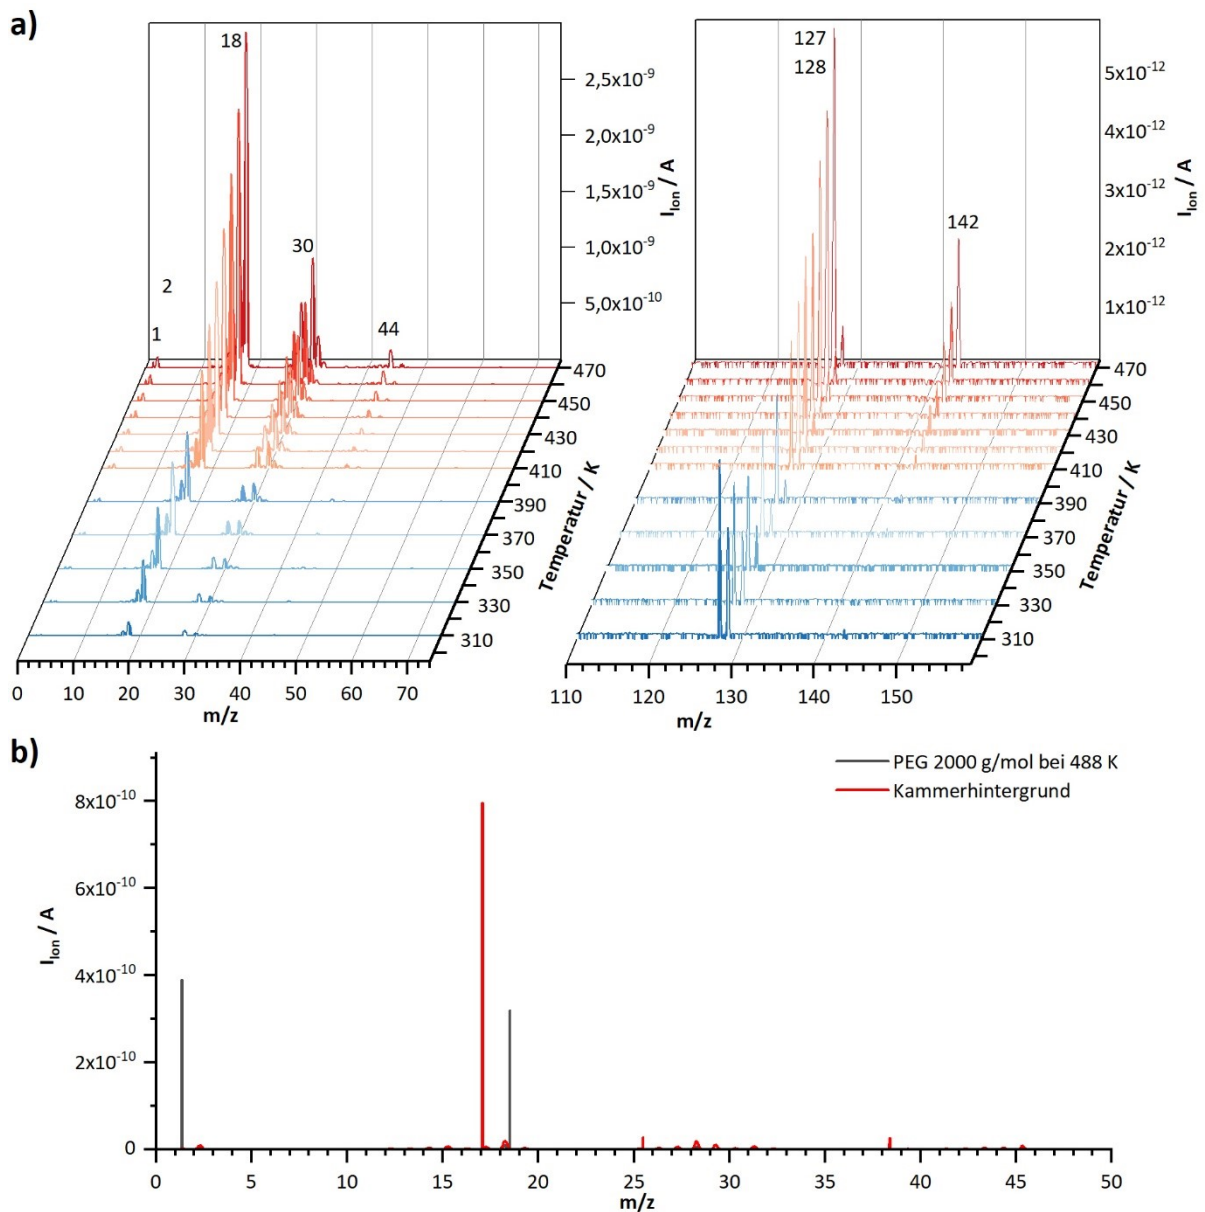 a)
18
2,5x10⁻⁹
2,0x10⁻⁹
1,5x10⁻⁹
1,0x10⁻⁹
5,0x10⁻¹⁰
I_Ion / A
30
2
1
44
470
450
430
410
390
370
350
330
310
Temperatur / K
0 10 20 30 40 50 60 70
m/z
127
128
5x10⁻¹²
4x10⁻¹²
3x10⁻¹²
2x10⁻¹²
1x10⁻¹²
I_Ion / A
142
470
450
430
410
390
370
350
330
310
Temperatur / K
110 120 130 140 150
m/z
b)
PEG 2000 g/mol bei 488 K
Kammerhintergrund
8x10⁻¹⁰
6x10⁻¹⁰
4x10⁻¹⁰
2x10⁻¹⁰
0
I_Ion / A
0 5 10 15 20 25 30 35 40 45 50
m/z